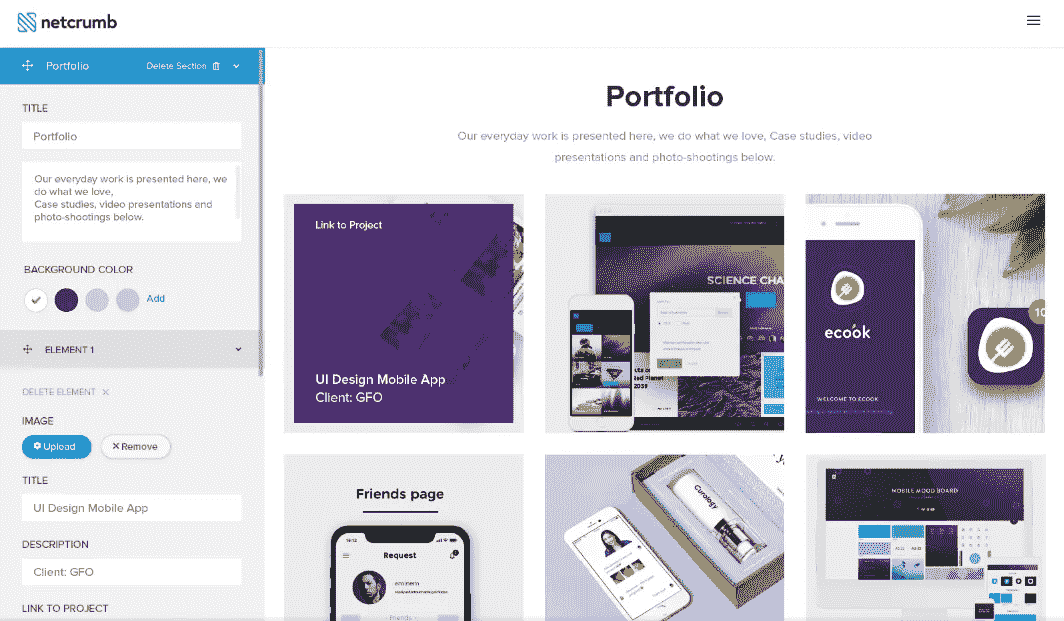 netcrumb
Portfolio
Delete Section
TITLE
Portfolio
Our everyday work is presented here, we
do what we love,
Case studies, video presentations and
photo-shootings below.
BACKGROUND COLOR
Add
ELEMENT 1
DELETE ELEMENT
IMAGE
Upload
Remove
TITLE
UI Design Mobile App
DESCRIPTION
Client: GFO
LINK TO PROJECT
Portfolio
Our everyday work is presented here, we do what we love, Case studies, video
presentations and photo-shootings below.
Link to Project
UI Design Mobile App
Client: GFO
SCIENCE CHA
ecook
WELCOME TO ECOOK
10
Friends page
Request
Friends
Curology
MOBILE MOOD BOARD